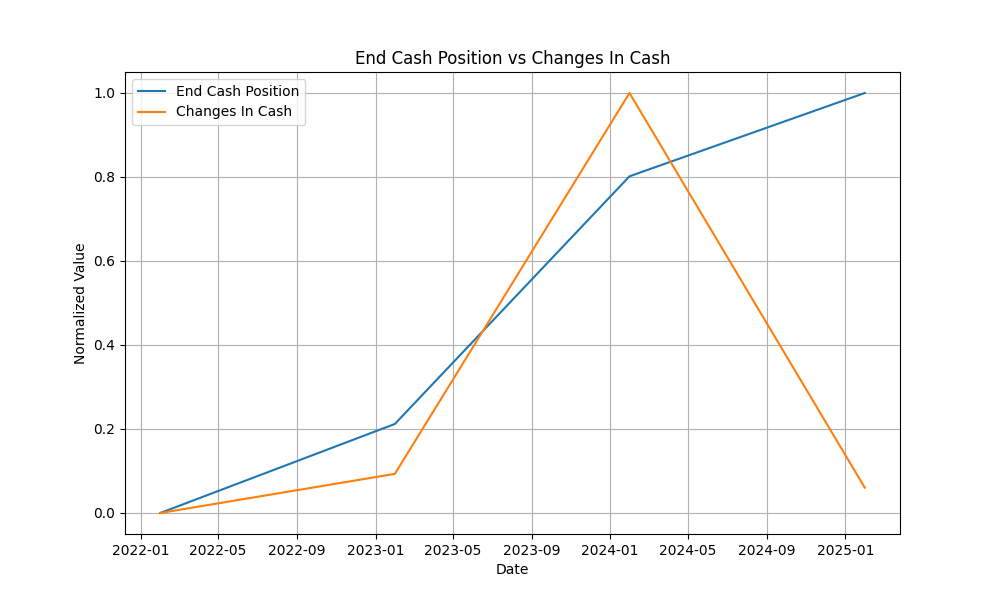 End Cash Position vs Changes In Cash
End Cash Position
Changes In Cash
1.0
0.8
0.6
0.4
0.2
0.0
Normalized Value
2022-01 2022-05 2022-09 2023-01 2023-05 2023-09 2024-01 2024-05 2024-09 2025-01
Date